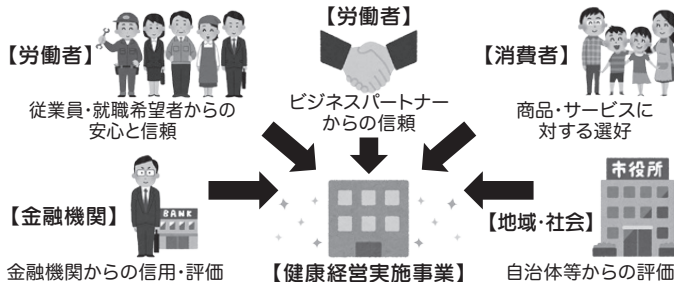 【労働者】
従業員・就職希望者からの
安心と信頼
【労働者】
ビジネスパートナー
からの信頼
【消費者】
商品・サービスに
対する選好
【金融機関】
BANK
金融機関からの信用・評価
【健康経営実施事業】
市役所
【地域・社会】
自治体等からの評価